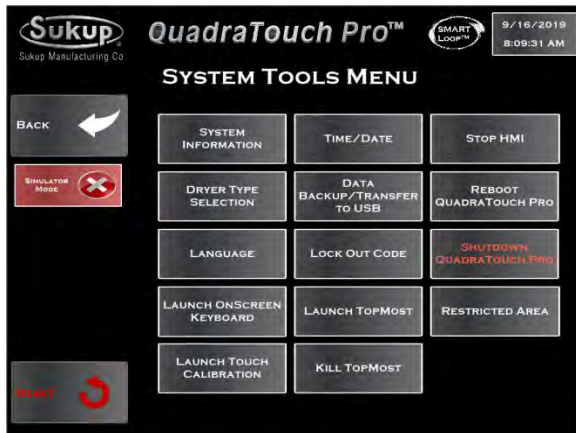 Sukup
Sukup Manufacturing Co
QuadraTouch Pro™
SMART
LOOP™
9/16/2019
8:09:31 AM
SYSTEM TOOLS MENU
BACK
SIMULATOR
MODE
SYSTEM
INFORMATION
TIME/DATE
STOP HMI
DRYER TYPE
SELECTION
DATA
BACKUP/TRANSFER
TO USB
REBOOT
QUADRATOUCH PRO
LANGUAGE
LOCK OUT CODE
SHUTDOWN
QUADRATOUCH PRO
LAUNCH ONSCREEN
KEYBOARD
LAUNCH TOPMOST
RESTRICTED AREA
LAUNCH TOUCH
CALIBRATION
KILL TOPMOST
RESET